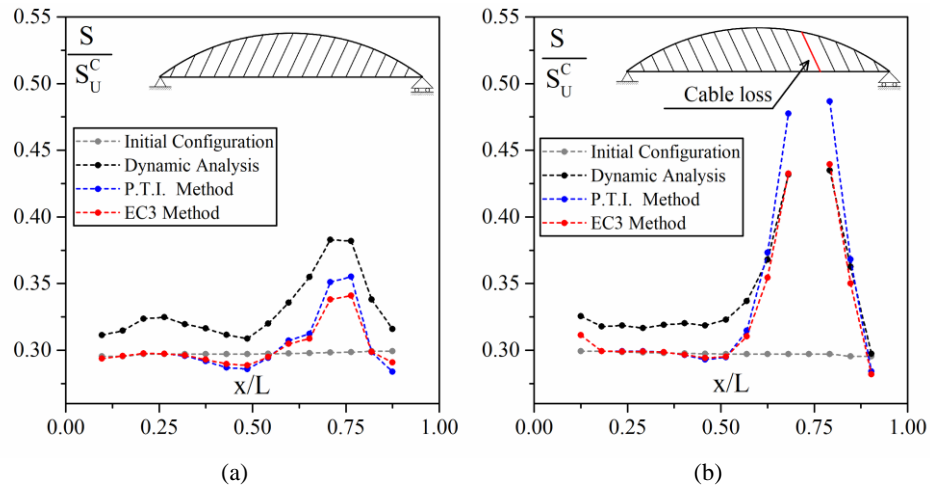 0.55
0.50
0.45
0.40
0.35
0.30
S
S_U^C
Initial Configuration
Dynamic Analysis
P.T.I. Method
EC3 Method
x/L
0.00 0.25 0.50 0.75 1.00
(a)
0.55
0.50
0.45
0.40
0.35
0.30
S
S_U^C
Cable loss
Initial Configuration
Dynamic Analysis
P.T.I. Method
EC3 Method
x/L
0.00 0.25 0.50 0.75 1.00
(b)